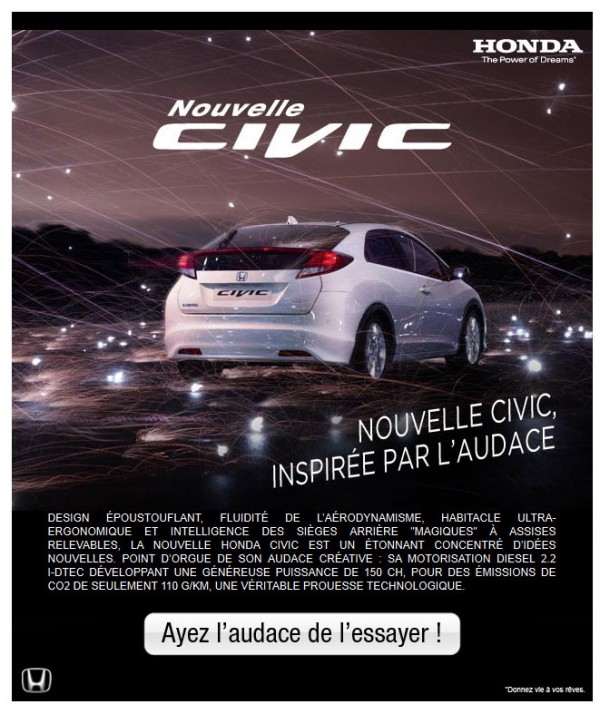 HONDA
The Power of Dreams*
Nouvelle
CIVIC
CIVIC
NOUVELLE CIVIC,
INSPIRÉE PAR L'AUDACE
DESIGN ÉPOUSTOUFLANT, FLUIDITÉ DE L'AÉRODYNAMISME, HABITACLE ULTRA-
ERGONOMIQUE ET INTELLIGENCE DES SIÈGES ARRIÈRE "MAGIQUES" À ASSISES
RELEVABLES, LA NOUVELLE HONDA CIVIC EST UN ÉTONNANT CONCENTRÉ D'IDÉES
NOUVELLES. POINT D'ORGUE DE SON AUDACE CRÉATIVE : SA MOTORISATION DIESEL 2.2
I-DTEC DÉVELOPPANT UNE GÉNÉREUSE PUISSANCE DE 150 CH, POUR DES ÉMISSIONS DE
CO2 DE SEULEMENT 110 G/KM, UNE VÉRITABLE PROUESSE TECHNOLOGIQUE.
Ayez l'audace de l'essayer !
*Donnez vie à vos rêves.